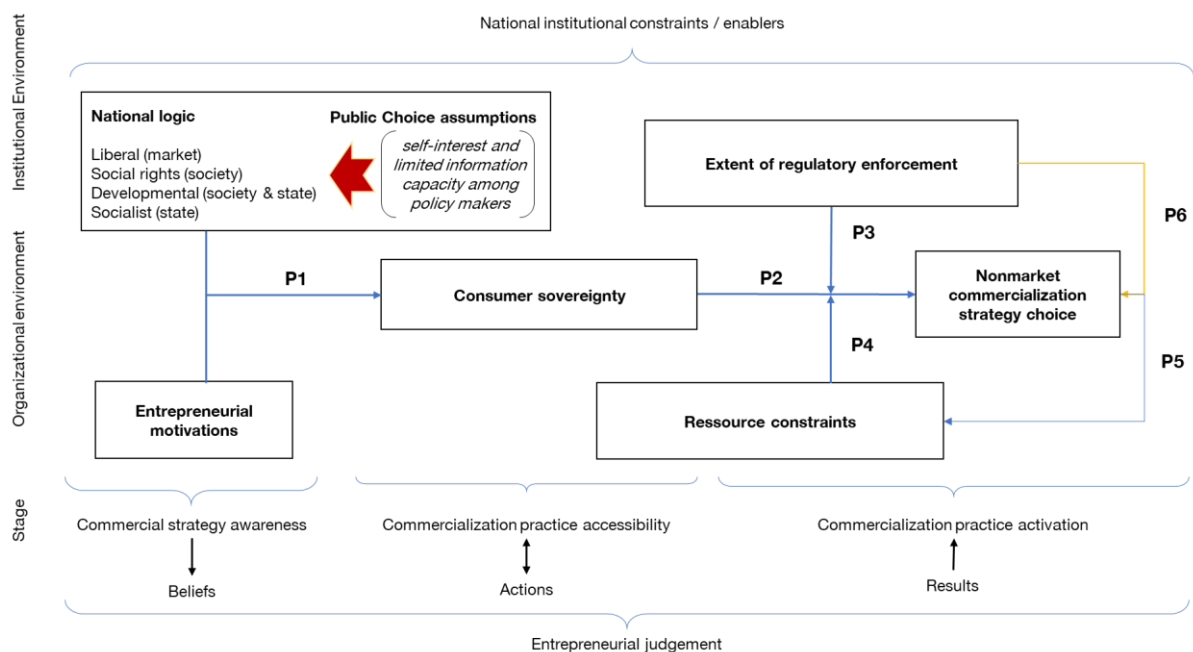 National institutional constraints / enablers
Institutional Environment
National logic
Liberal (market)
Social rights (society)
Developmental (society & state)
Socialist (state)
Public Choice assumptions
self-interest and
limited information
capacity among
policy makers
Extent of regulatory enforcement
P6
P3
Organizational environment
P1
Consumer sovereignty
P2
Nonmarket
commercialization
strategy choice
P4
P5
Entrepreneurial
motivations
Ressource constraints
Stage
Commercial strategy awareness
Commercialization practice accessibility
Commercialization practice activation
Beliefs
Actions
Results
Entrepreneurial judgement